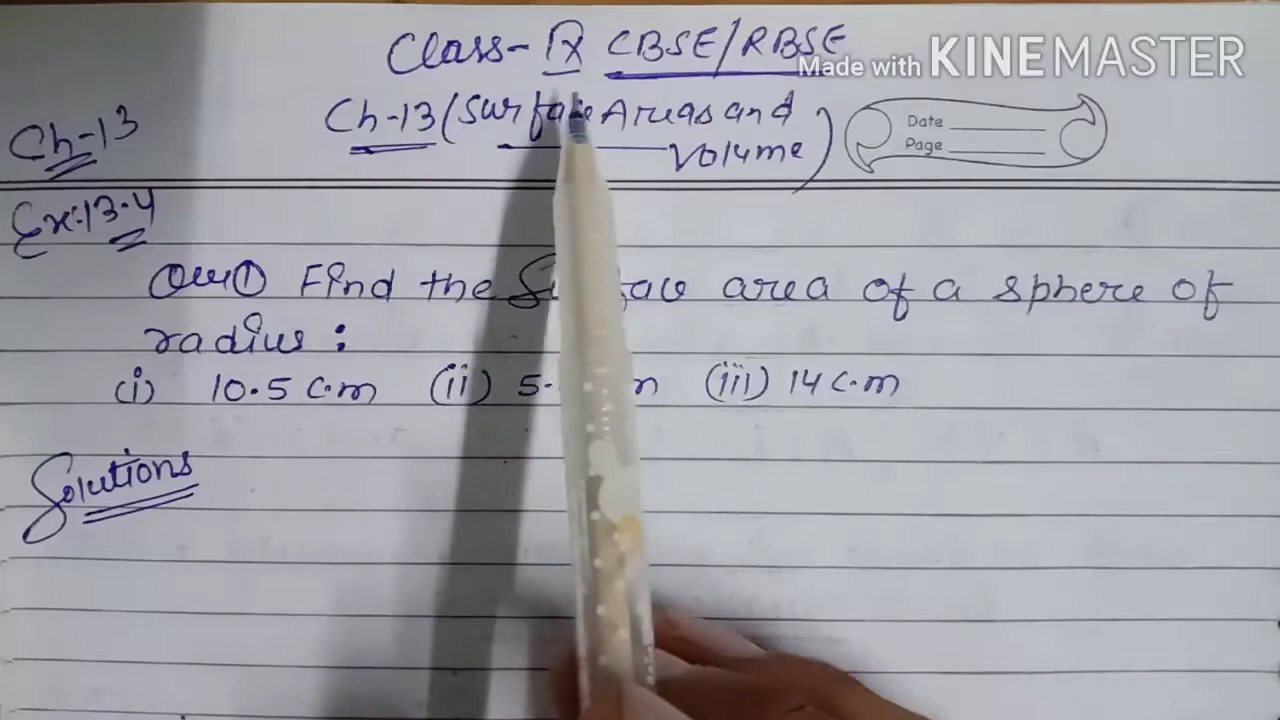 Class-IX CBSE/RBSE
Made with KINEMASTER
Ch-13 (Surface Areas and
Volume)
Ch-13
Date
Page
Ex:13.4
Que① Find the area of a sphere of
radius:
(i) 10.5 c.m (ii) (iii) 14 c.m
Solutions